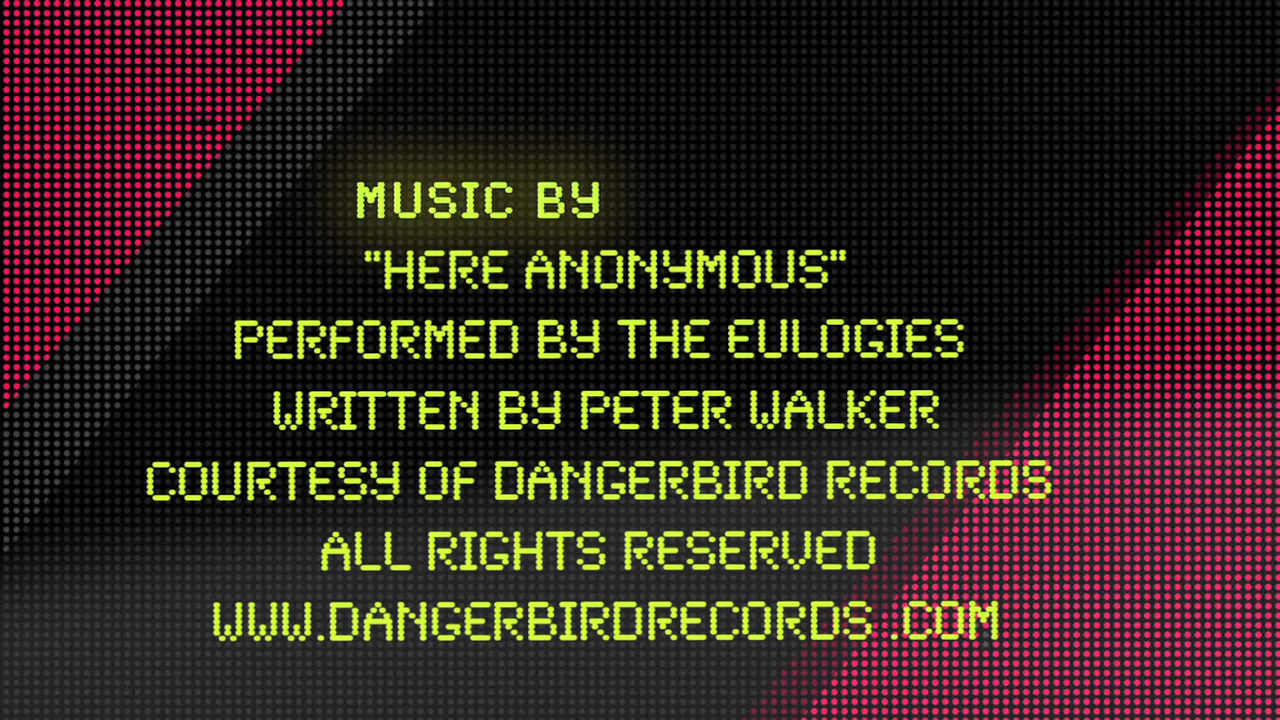 MUSIC BY
"HERE ANONYMOUS"
PERFORMED BY THE EULOGIES
WRITTEN BY PETER WALKER
COURTESY OF DANGERBIRD RECORDS
ALL RIGHTS RESERVED
WWW.DANGERBIRDRECORDS .COM